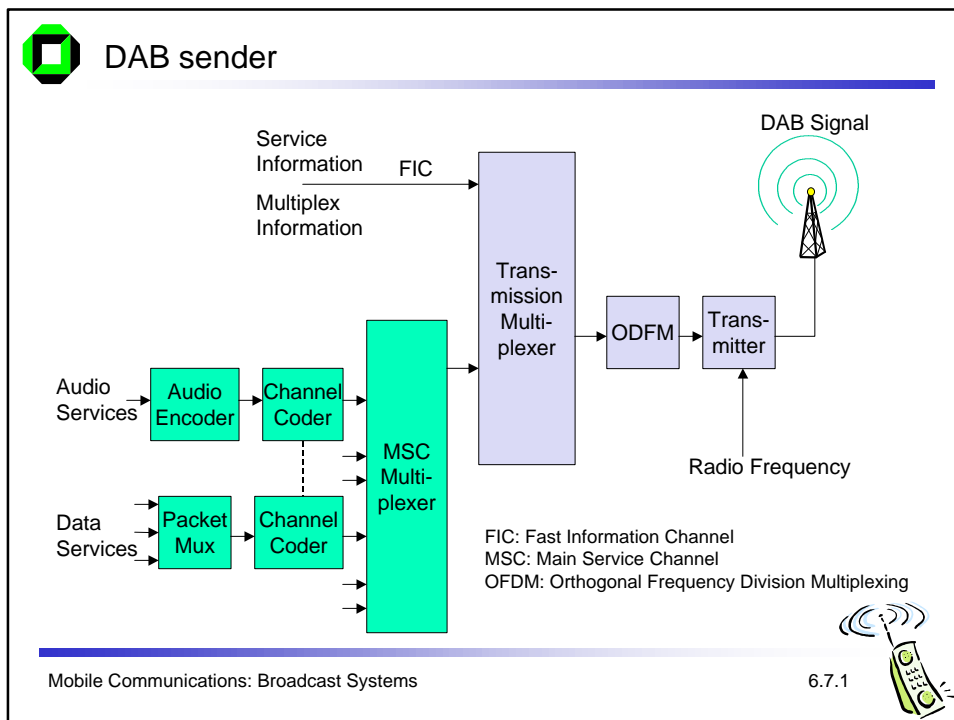 DAB sender
DAB Signal
Service
Information
FIC
Multiplex
Information
Trans-
mission
Multi-
plexer
ODFM
Trans-
mitter
Radio Frequency
Audio
Services
Audio
Encoder
Channel
Coder
MSC
Multi-
plexer
Data
Services
Packet
Mux
Channel
Coder
FIC: Fast Information Channel
MSC: Main Service Channel
OFDM: Orthogonal Frequency Division Multiplexing
Mobile Communications: Broadcast Systems
6.7.1